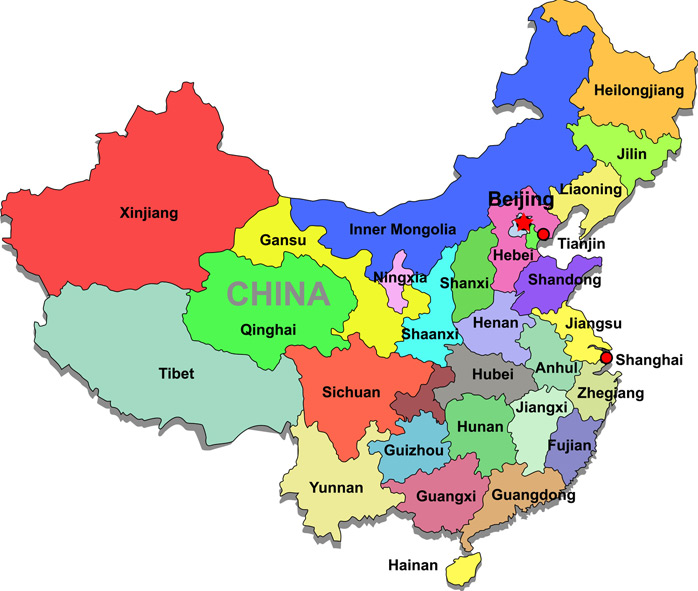 Heilongjiang
Jilin
Liaoning
Beijing
Xinjiang
Inner Mongolia
Gansu
Tianjin
Hebei
Ningxia
Shanxi
Shandong
CHINA
Qinghai
Shaanxi
Henan
Jiangsu
Shanghai
Tibet
Sichuan
Hubei
Anhui
Zhegiang
Jiangxi
Hunan
Fujian
Guizhou
Yunnan
Guangxi
Guangdong
Hainan